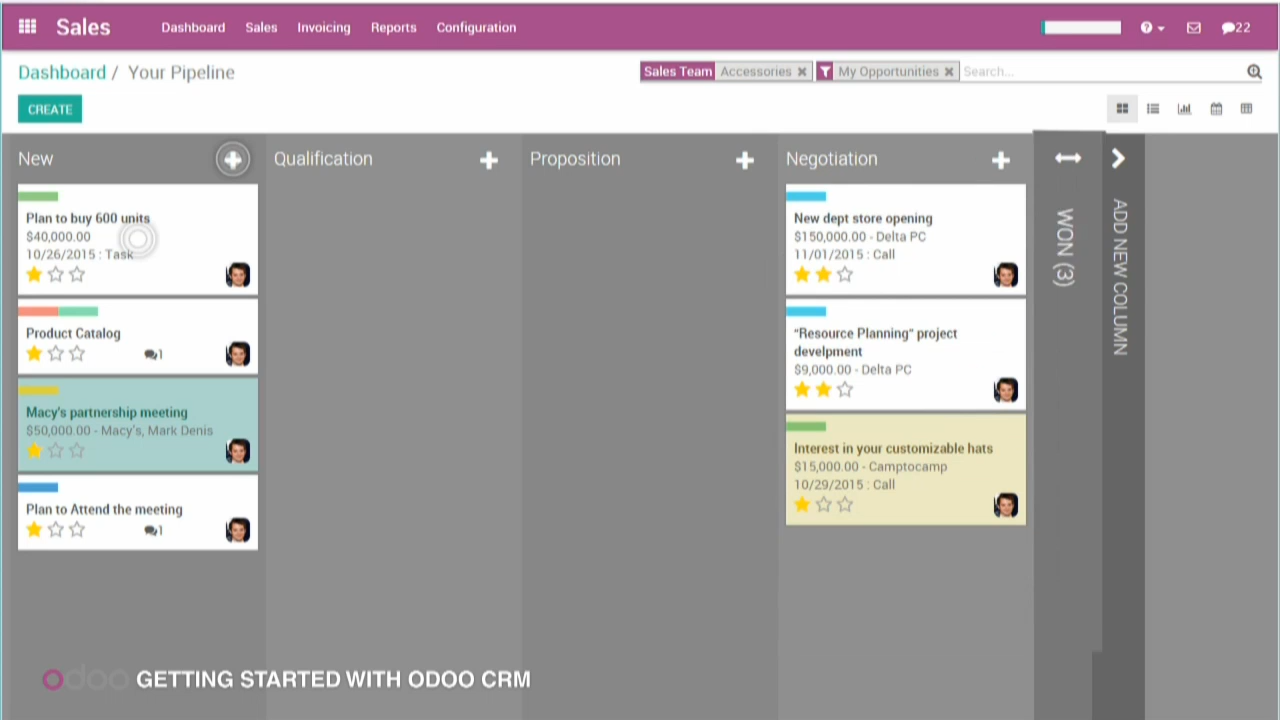 Sales
Dashboard Sales Invoicing Reports Configuration
22
Dashboard / Your Pipeline
Sales Team Accessories × My Opportunities × Search...
CREATE
New
Plan to buy 600 units
$40,000.00
10/26/2015 : Task
Product Catalog
1
Macy's partnership meeting
$50,000.00 - Macy's, Mark Denis
Plan to Attend the meeting
1
Qualification
Proposition
Negotiation
New dept store opening
$150,000.00 - Delta PC
11/01/2015 : Call
"Resource Planning" project
develpment
$9,000.00 - Delta PC
Interest in your customizable hats
$15,000.00 - Camptocamp
10/29/2015 : Call
WON (3)
ADD NEW COLUMN
odoo GETTING STARTED WITH ODOO CRM